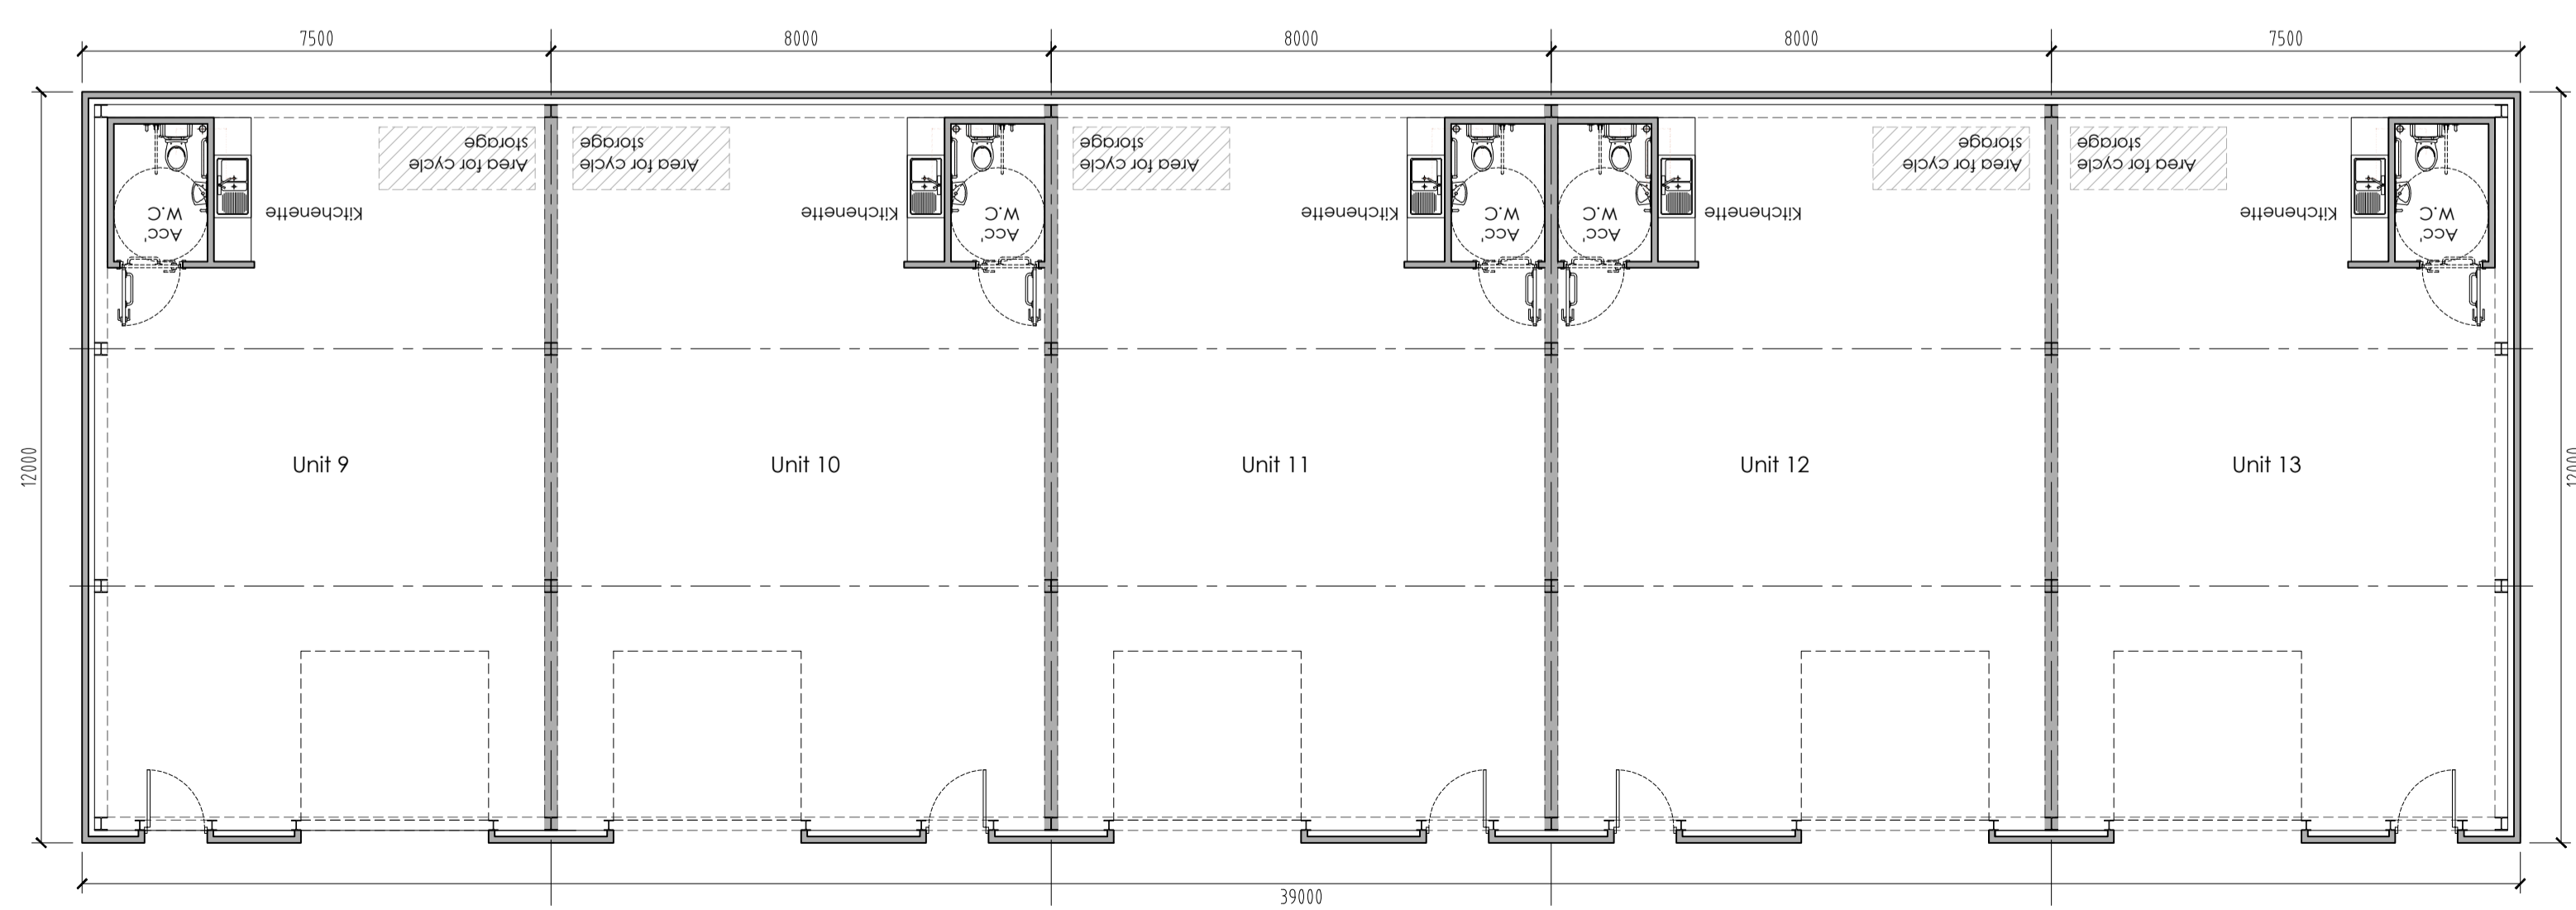 7500
8000
8000
8000
7500
Area for cycle
storage
Area for cycle
storage
Area for cycle
storage
Area for cycle
storage
Area for cycle
storage
Acc'
W.C
Kitchenette
Kitchenette
Acc'
W.C
Kitchenette
Acc'
W.C
Acc'
W.C
Kitchenette
Kitchenette
Acc'
W.C
12000
Unit 9
Unit 10
Unit 11
Unit 12
Unit 13
12000
39000